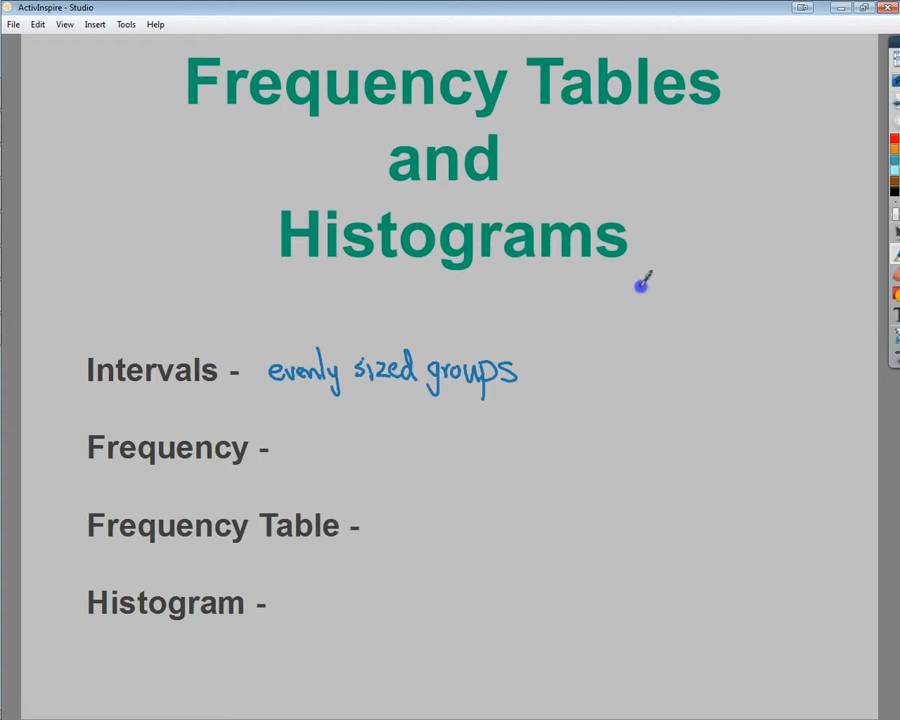 ActivInspire - Studio
File Edit View Insert Tools Help
Frequency Tables
and
Histograms
Intervals - evenly sized groups
Frequency -
Frequency Table -
Histogram -